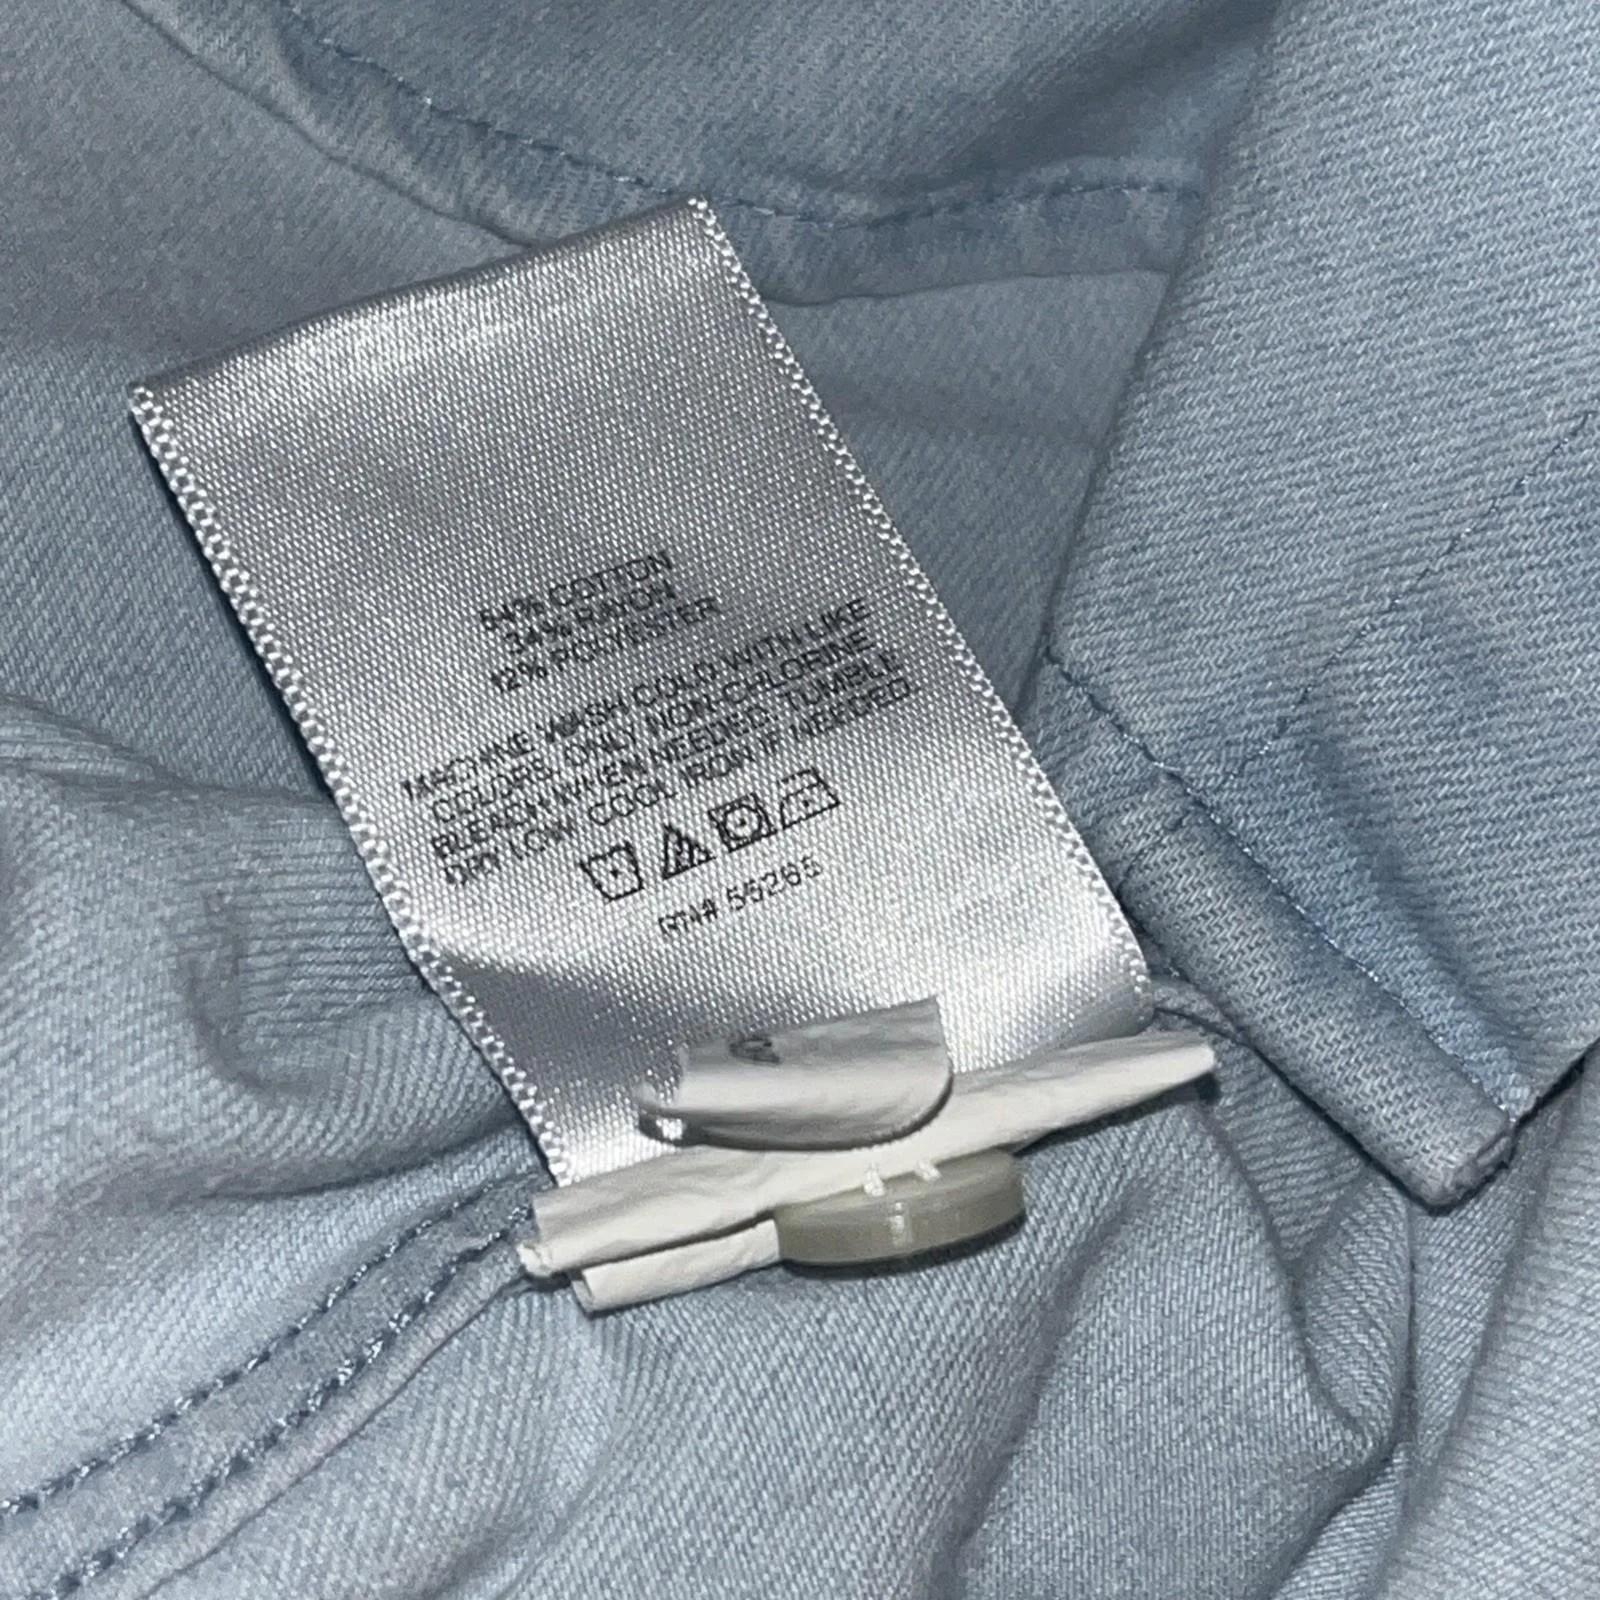 54% COTTON
34% RAYON
12% POLYESTER
MACHINE WASH COLD WITH LIKE
COLORS, ONLY NON-CHLORINE
BLEACH WHEN NEEDED. TUMBLE
DRY LOW. COOL IRON IF NEEDED.
RN#